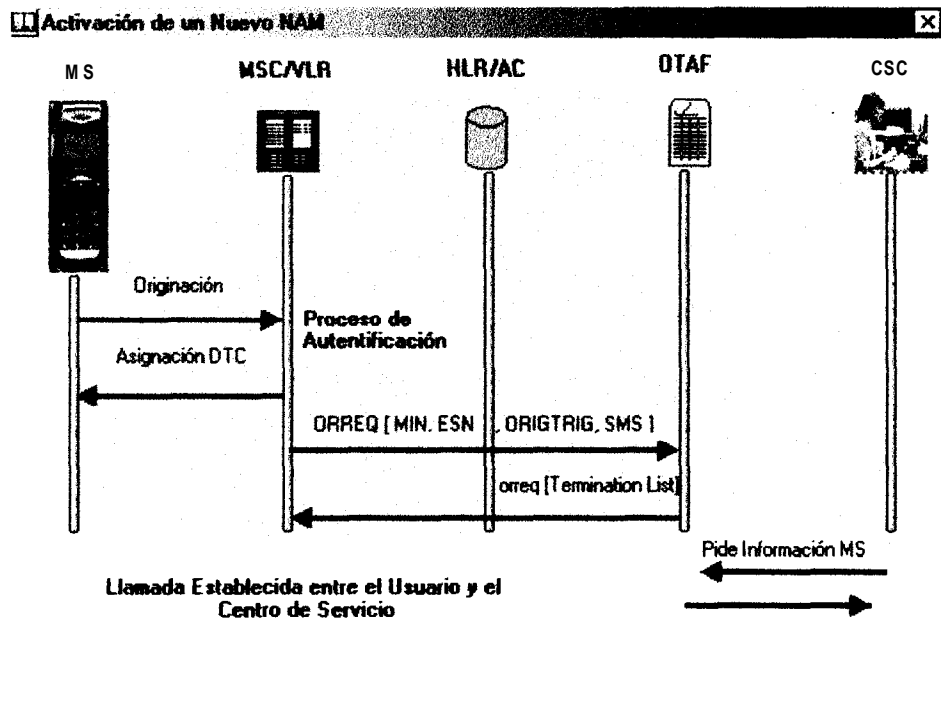 Activación de un Nuevo NAM
MS MSC/VLR HLR/AC OTAF CSC
Originación
Proceso de
Autentificación
Asignación DTC
ORREQ [ MIN. ESN , ORIGTRIG, SMS ]
orreq [Termination List]
Pide Información MS
Llamada Establecida entre el Usuario y el
Centro de Servicio